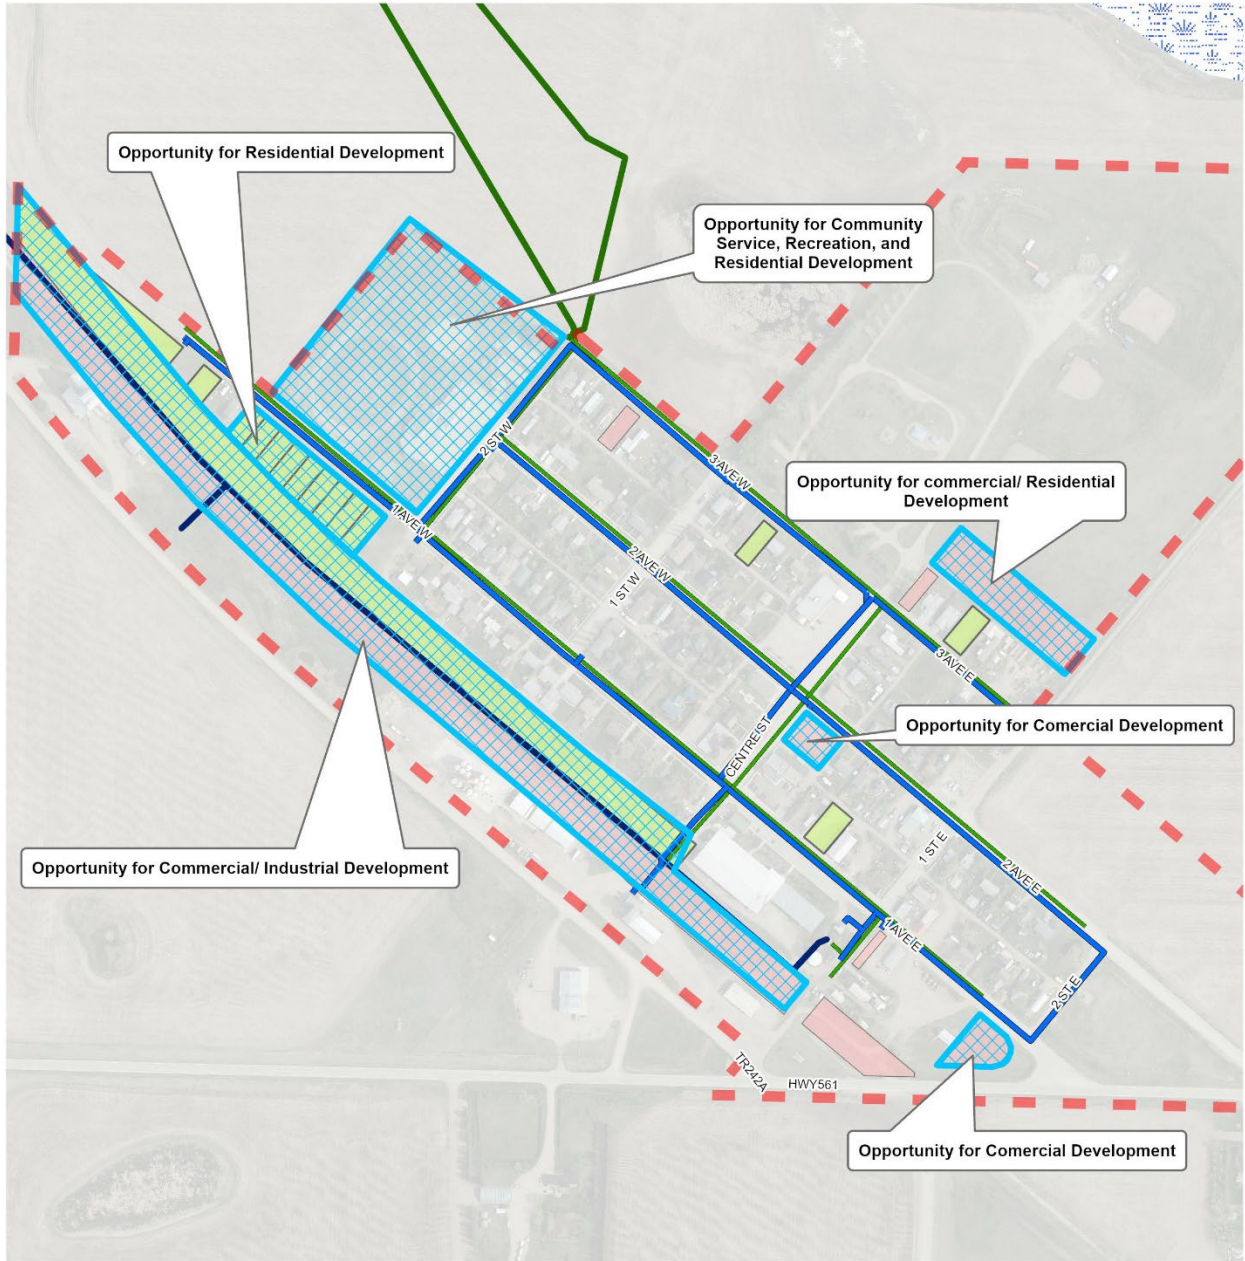 Opportunity for Residential Development
Opportunity for Community
Service, Recreation, and
Residential Development
2 ST W
3 AVE W
Opportunity for commercial/ Residential
Development
1 AVE W
2 AVE W
1 ST W
3 AVE E
Opportunity for Comercial Development
CENTRE ST
1 ST E
Opportunity for Commercial/ Industrial Development
2 AVE E
1 AVE E
2 ST E
TR242A
HWY561
Opportunity for Comercial Development